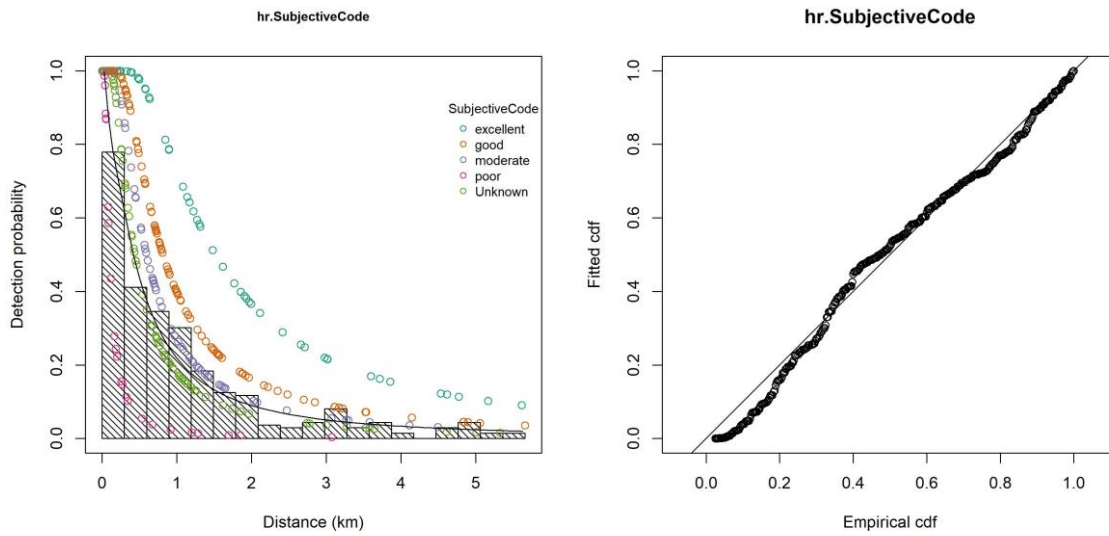 hr.SubjectiveCode
Detection probability
1.0
0.8
0.6
0.4
0.2
0.0
SubjectiveCode
excellent
good
moderate
poor
Unknown
0 1 2 3 4 5
Distance (km)
hr.SubjectiveCode
Fitted cdf
1.0
0.8
0.6
0.4
0.2
0.0
0.0 0.2 0.4 0.6 0.8 1.0
Empirical cdf